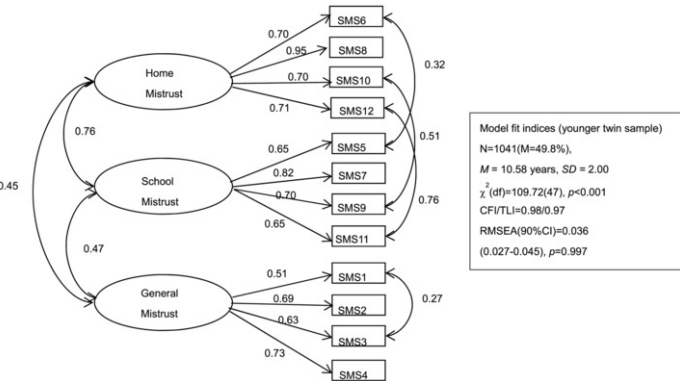 SMS6
0.70
SMS8
0.95
0.32
Home
Mistrust
0.70
SMS10
SMS12
0.71
0.76
0.65
SMS5
0.51
0.82
SMS7
0.45
School
Mistrust
0.70
SMS9
0.76
0.65
SMS11
0.47
0.51
SMS1
General
Mistrust
0.69
SMS2
0.27
0.63
SMS3
0.73
SMS4
Model fit indices (younger twin sample)
N=1041(M=49.8%),
M = 10.58 years, SD = 2.00
χ²(df)=109.72(47), p<0.001
CFI/TLI=0.98/0.97
RMSEA(90%CI)=0.036
(0.027-0.045), p=0.997